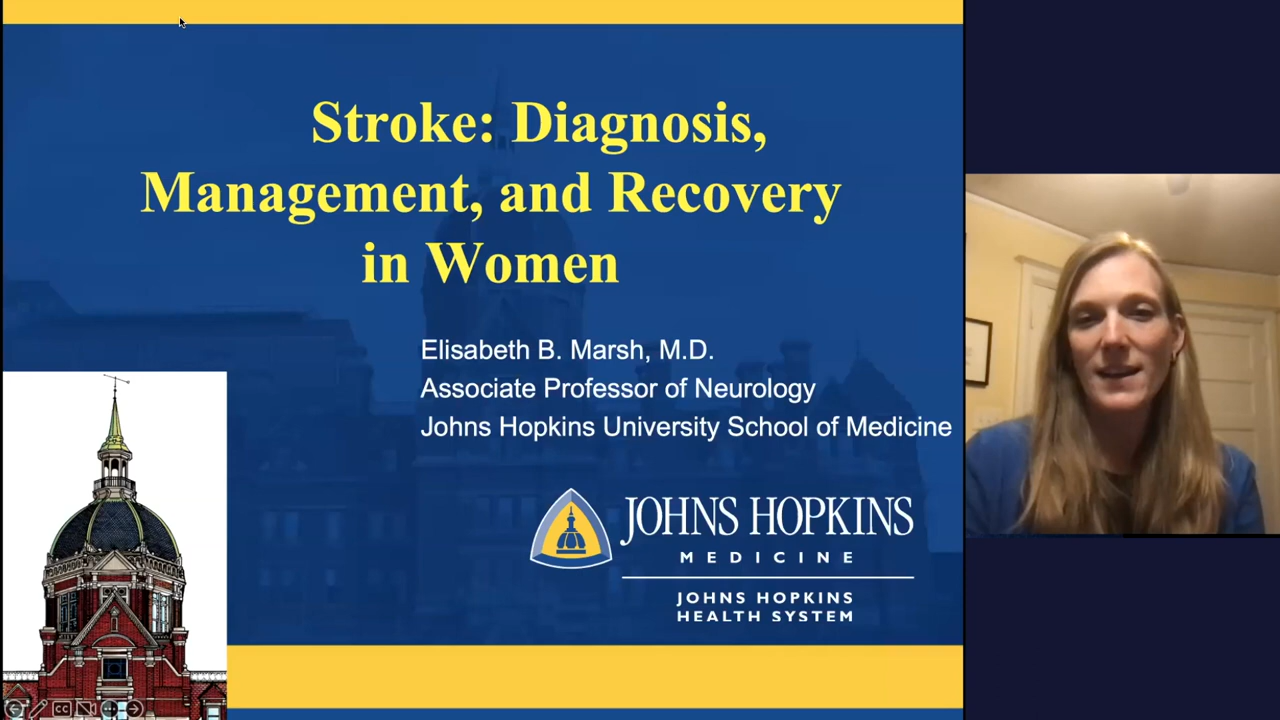 Stroke: Diagnosis,
Management, and Recovery
in Women
Elisabeth B. Marsh, M.D.
Associate Professor of Neurology
Johns Hopkins University School of Medicine
JOHNS HOPKINS
MEDICINE
JOHNS HOPKINS
HEALTH SYSTEM
CC